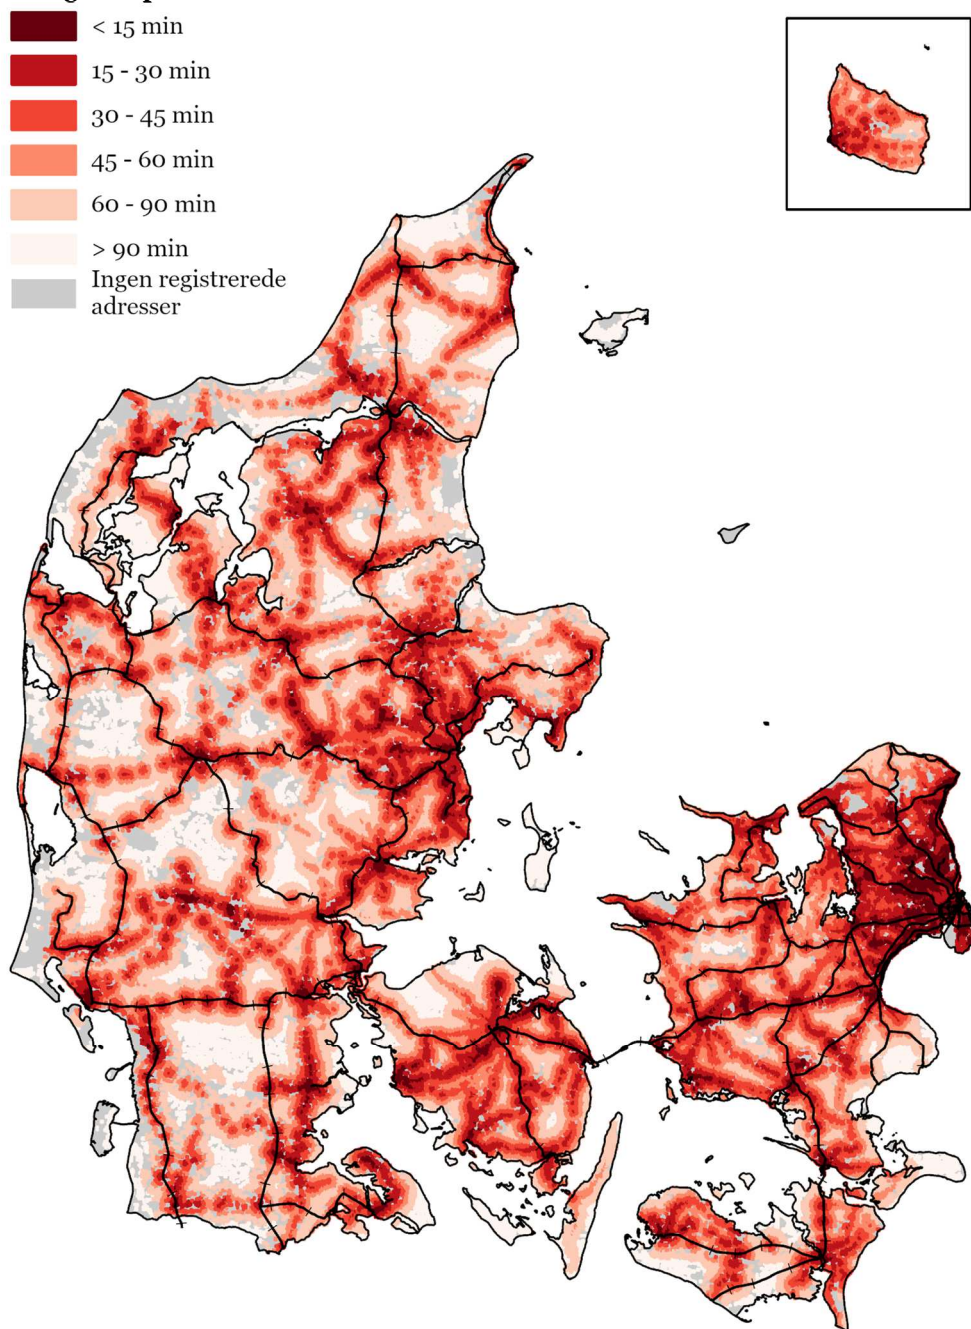 < 15 min
15 - 30 min
30 - 45 min
45 - 60 min
60 - 90 min
> 90 min
Ingen registrerede
adresser